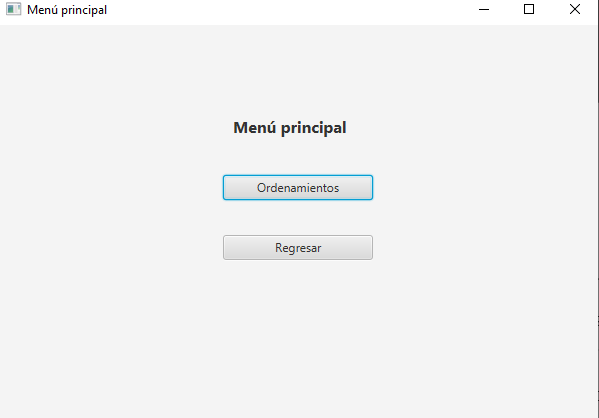 Menú principal
Menú principal
Ordenamientos
Regresar